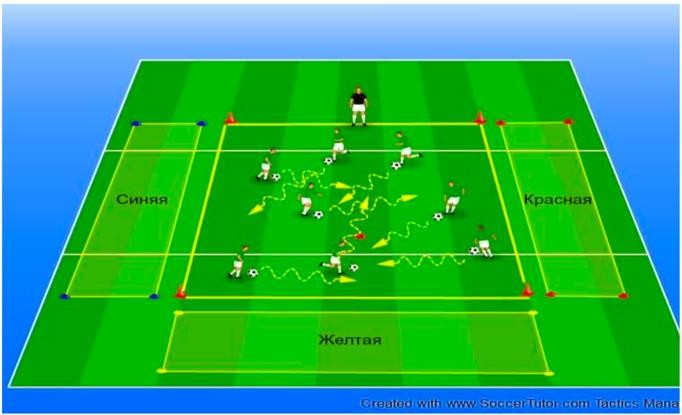 Синяя
Красная
Желтая
Created with www.SoccerTutor.com Tactics Mana